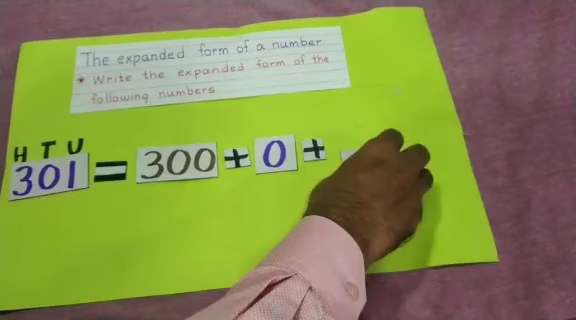 The expanded form of a number
* Write the expanded form of the
following numbers
H T U
301 = 300 + 0 +